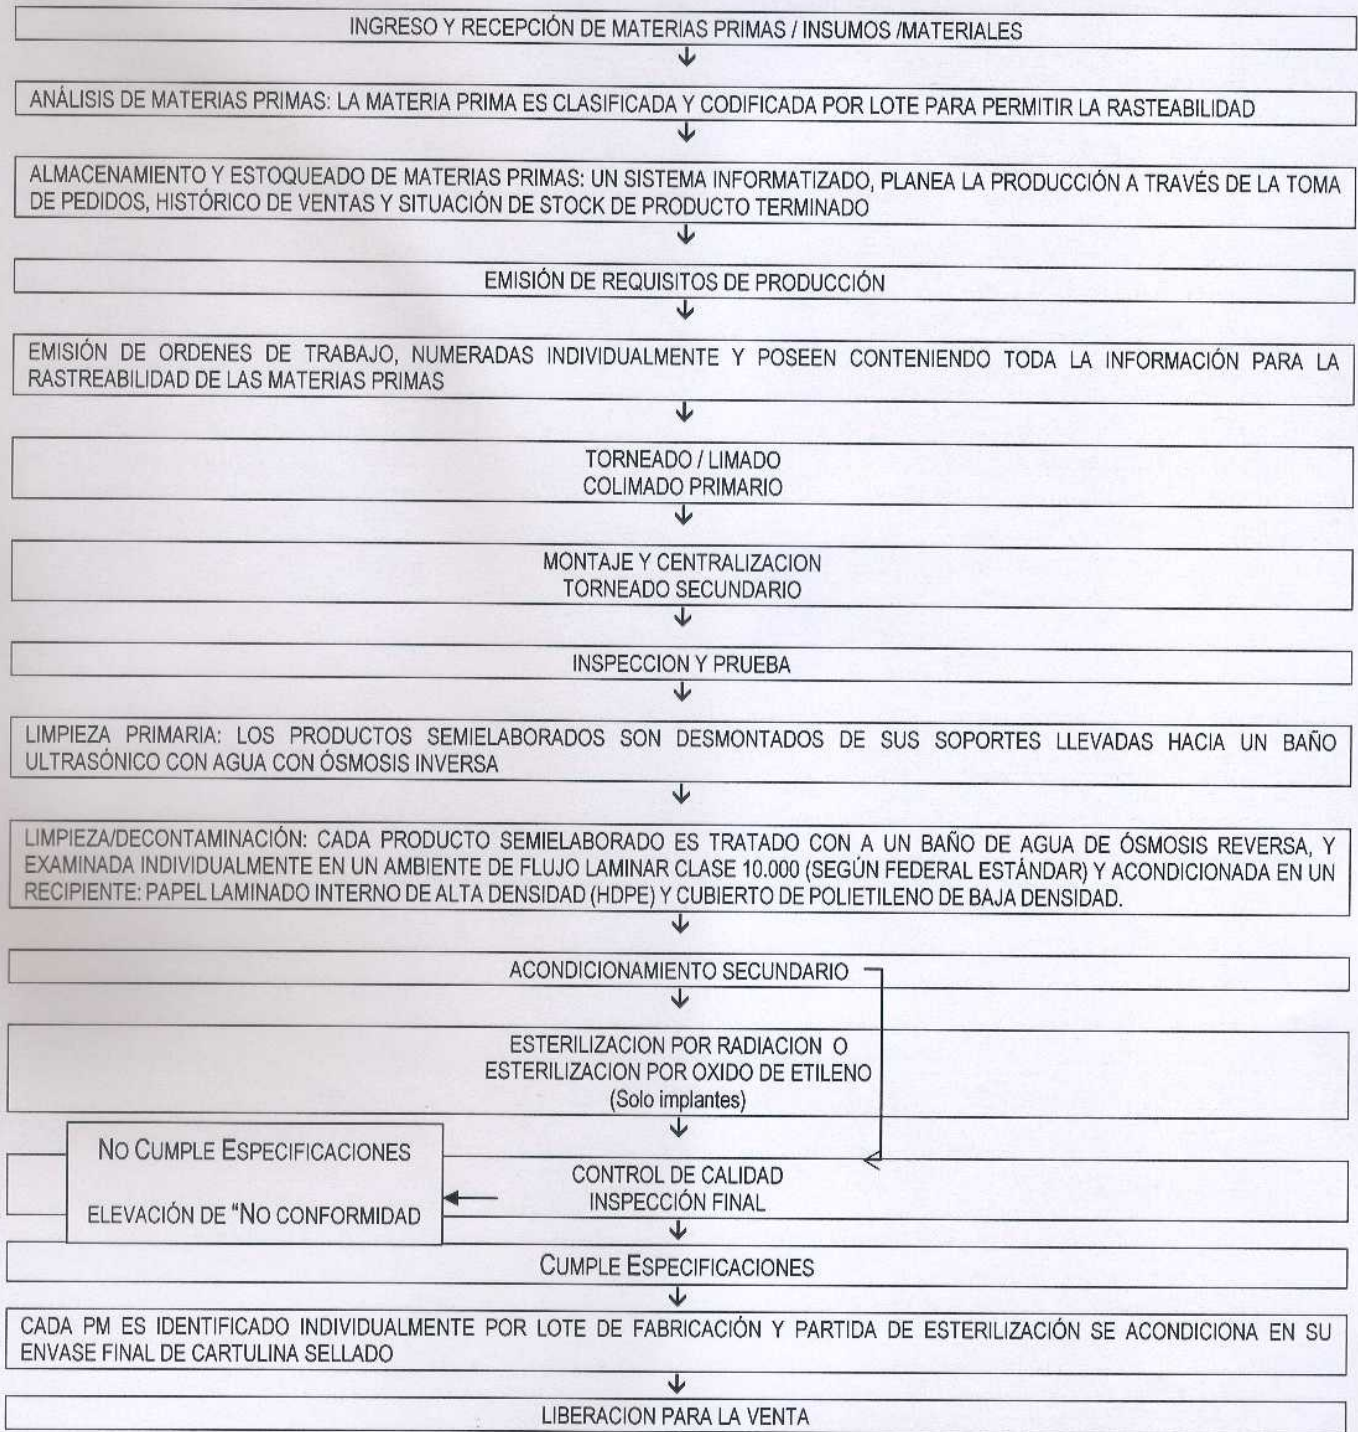 INGRESO Y RECEPCIÓN DE MATERIAS PRIMAS / INSUMOS /MATERIALES
ANÁLISIS DE MATERIAS PRIMAS: LA MATERIA PRIMA ES CLASIFICADA Y CODIFICADA POR LOTE PARA PERMITIR LA RASTEABILIDAD
ALMACENAMIENTO Y ESTOQUEADO DE MATERIAS PRIMAS: UN SISTEMA INFORMATIZADO, PLANEA LA PRODUCCIÓN A TRAVÉS DE LA TOMA
DE PEDIDOS, HISTÓRICO DE VENTAS Y SITUACIÓN DE STOCK DE PRODUCTO TERMINADO
EMISIÓN DE REQUISITOS DE PRODUCCIÓN
EMISIÓN DE ORDENES DE TRABAJO, NUMERADAS INDIVIDUALMENTE Y POSEEN CONTENIENDO TODA LA INFORMACIÓN PARA LA
RASTREABILIDAD DE LAS MATERIAS PRIMAS
TORNEADO / LIMADO
COLIMADO PRIMARIO
MONTAJE Y CENTRALIZACION
TORNEADO SECUNDARIO
INSPECCION Y PRUEBA
LIMPIEZA PRIMARIA: LOS PRODUCTOS SEMIELABORADOS SON DESMONTADOS DE SUS SOPORTES LLEVADAS HACIA UN BAÑO
ULTRASÓNICO CON AGUA CON ÓSMOSIS INVERSA
LIMPIEZA/DECONTAMINACIÓN: CADA PRODUCTO SEMIELABORADO ES TRATADO CON A UN BAÑO DE AGUA DE ÓSMOSIS REVERSA, Y
EXAMINADA INDIVIDUALMENTE EN UN AMBIENTE DE FLUJO LAMINAR CLASE 10.000 (SEGÚN FEDERAL ESTÁNDAR) Y ACONDICIONADA EN UN
RECIPIENTE: PAPEL LAMINADO INTERNO DE ALTA DENSIDAD (HDPE) Y CUBIERTO DE POLIETILENO DE BAJA DENSIDAD.
ACONDICIONAMIENTO SECUNDARIO
ESTERILIZACION POR RADIACION O
ESTERILIZACION POR OXIDO DE ETILENO
(Solo implantes)
NO CUMPLE ESPECIFICACIONES
ELEVACIÓN DE "NO CONFORMIDAD
CONTROL DE CALIDAD
INSPECCIÓN FINAL
CUMPLE ESPECIFICACIONES
CADA PM ES IDENTIFICADO INDIVIDUALMENTE POR LOTE DE FABRICACIÓN Y PARTIDA DE ESTERILIZACIÓN SE ACONDICIONA EN SU
ENVASE FINAL DE CARTULINA SELLADO
LIBERACION PARA LA VENTA